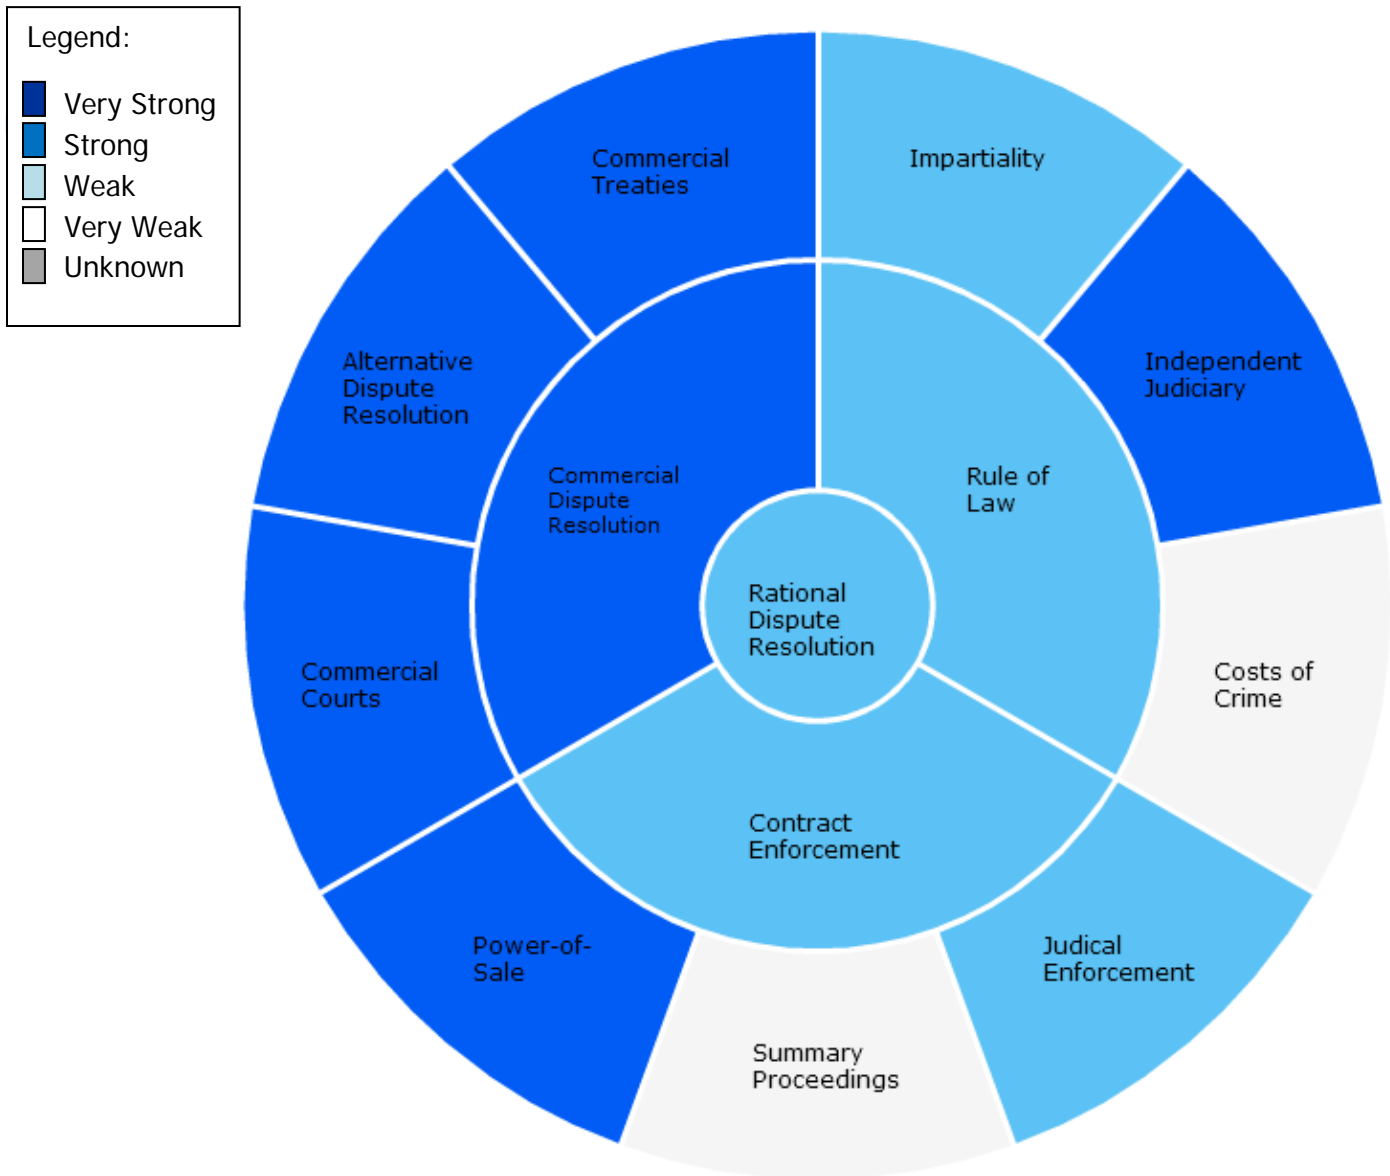 Legend:
Very Strong
Strong
Weak
Very Weak
Unknown
Commercial
Treaties
Impartiality
Alternative
Dispute
Resolution
Independent
Judiciary
Commercial
Dispute
Resolution
Rule of
Law
Rational
Dispute
Resolution
Commercial
Courts
Costs of
Crime
Contract
Enforcement
Power-of-
Sale
Judical
Enforcement
Summary
Proceedings